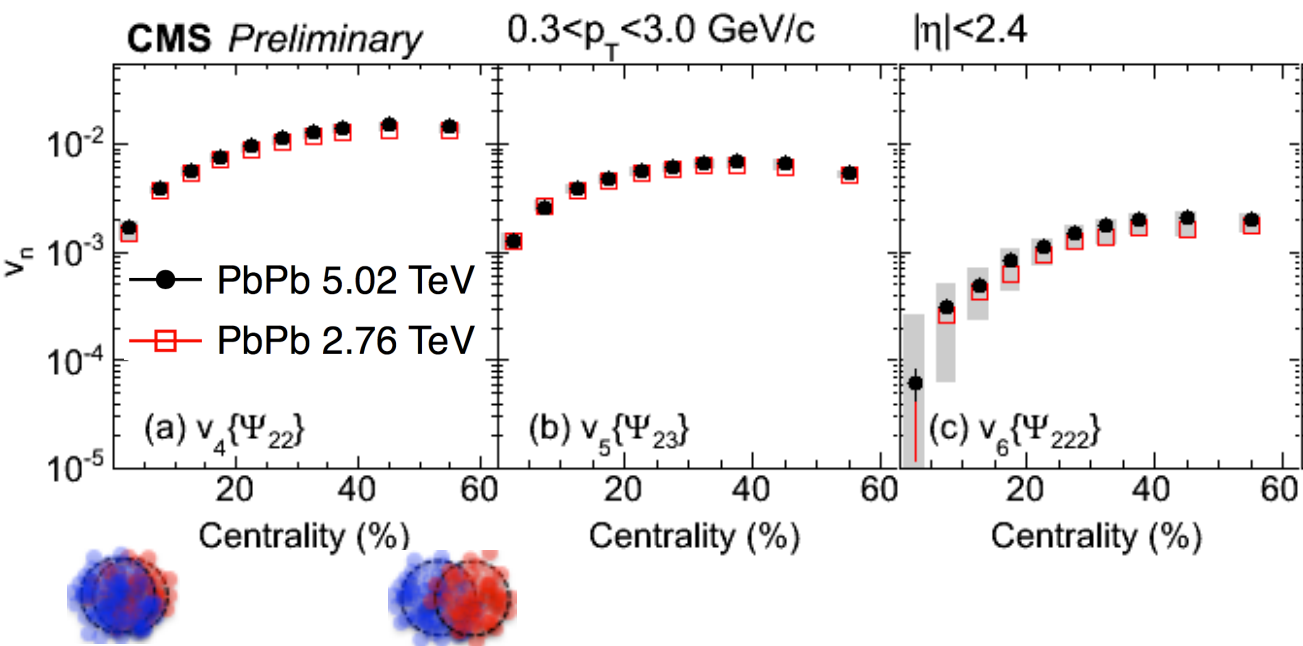 CMS Preliminary
0.3<p_T<3.0 GeV/c
|η|<2.4
v_n
10^-2
10^-3
10^-4
10^-5
PbPb 5.02 TeV
PbPb 2.76 TeV
(a) v_4{Ψ_22}
(b) v_5{Ψ_23}
(c) v_6{Ψ_222}
20 40 60
20 40 60
20 40 60
Centrality (%)
Centrality (%)
Centrality (%)